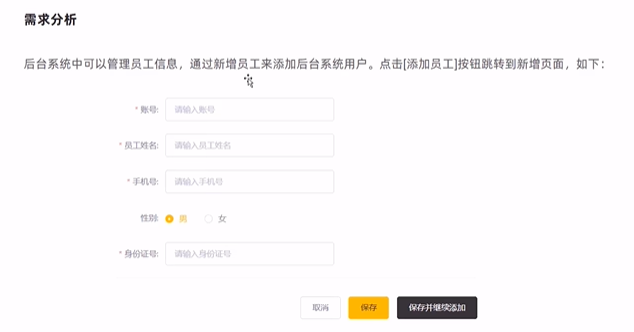 需求分析
后台系统中可以管理员工信息，通过新增员工来添加后台系统用户。点击[添加员工]按钮跳转到新增页面，如下：
* 账号: 请输入账号
* 员工姓名: 请输入员工姓名
* 手机号: 请输入手机号
性别: 男 女
* 身份证号: 请输入身份证号
取消 保存 保存并继续添加